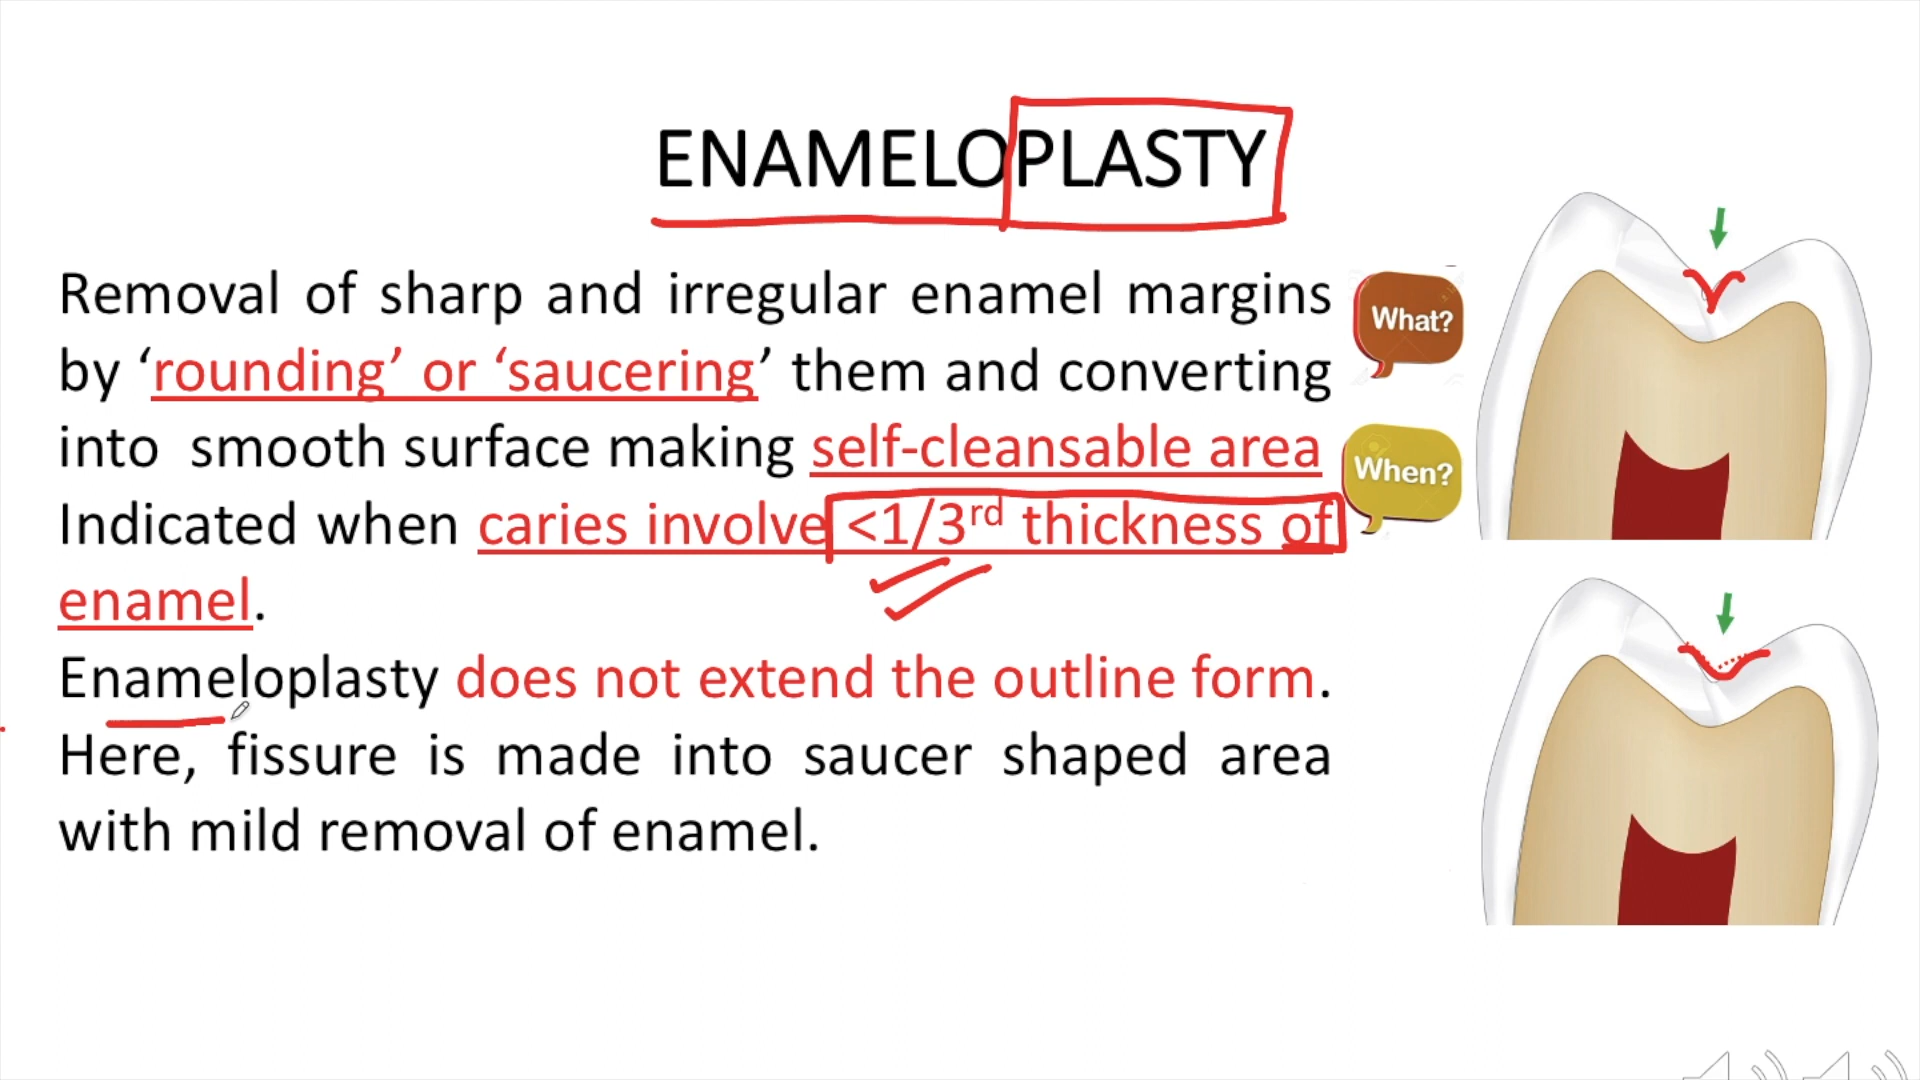 ENAMELOPLASTY
Removal of sharp and irregular enamel margins
by ‘rounding’ or ‘saucering’ them and converting
into smooth surface making self-cleansable area
Indicated when caries involve <1/3rd thickness of
enamel.
Enameloplasty does not extend the outline form.
Here, fissure is made into saucer shaped area
with mild removal of enamel.
What?
When?